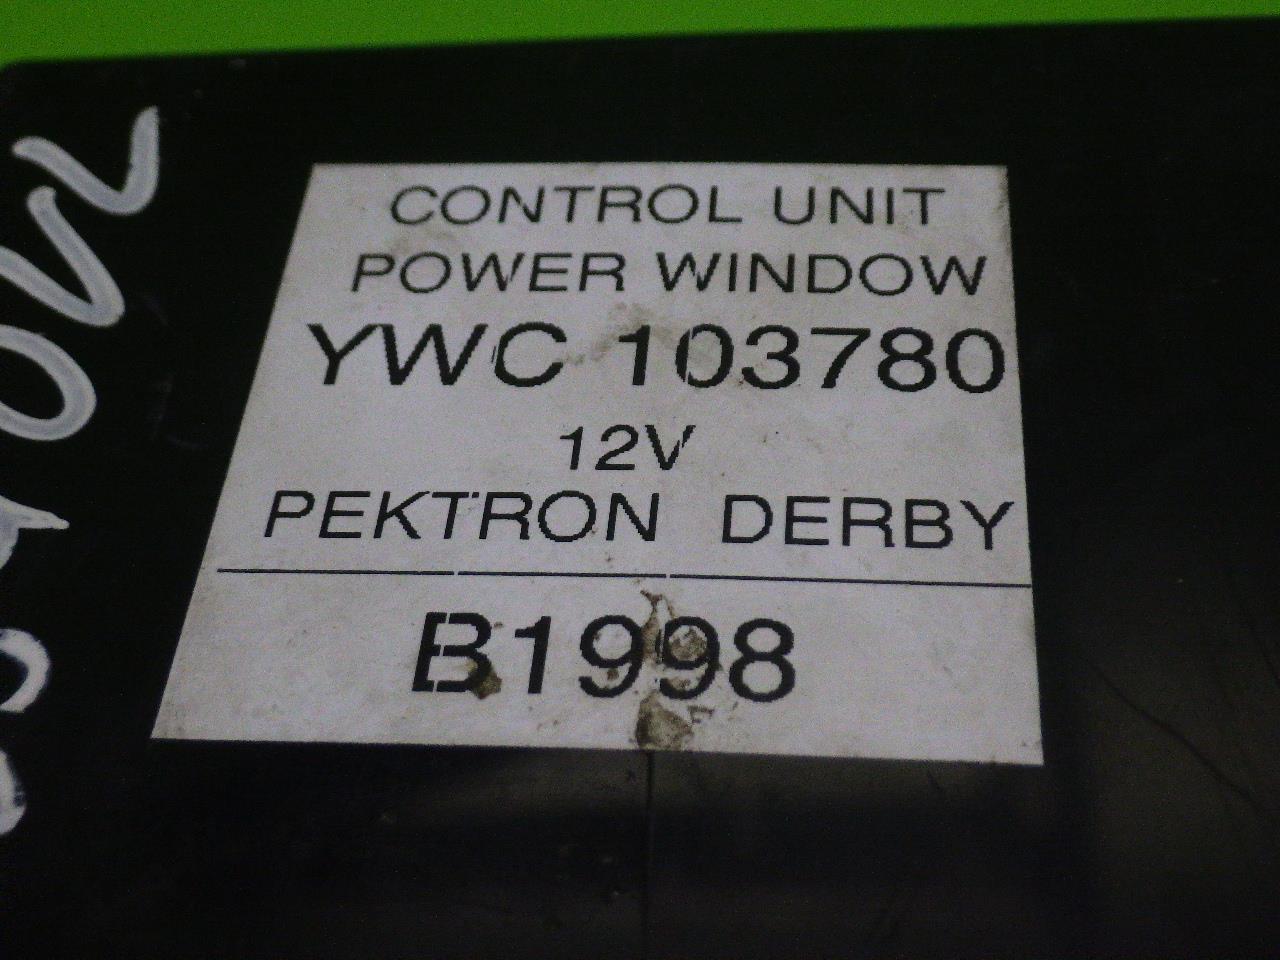 CONTROL UNIT
POWER WINDOW
YWC 103780
12V
PEKTRON DERBY
B1998